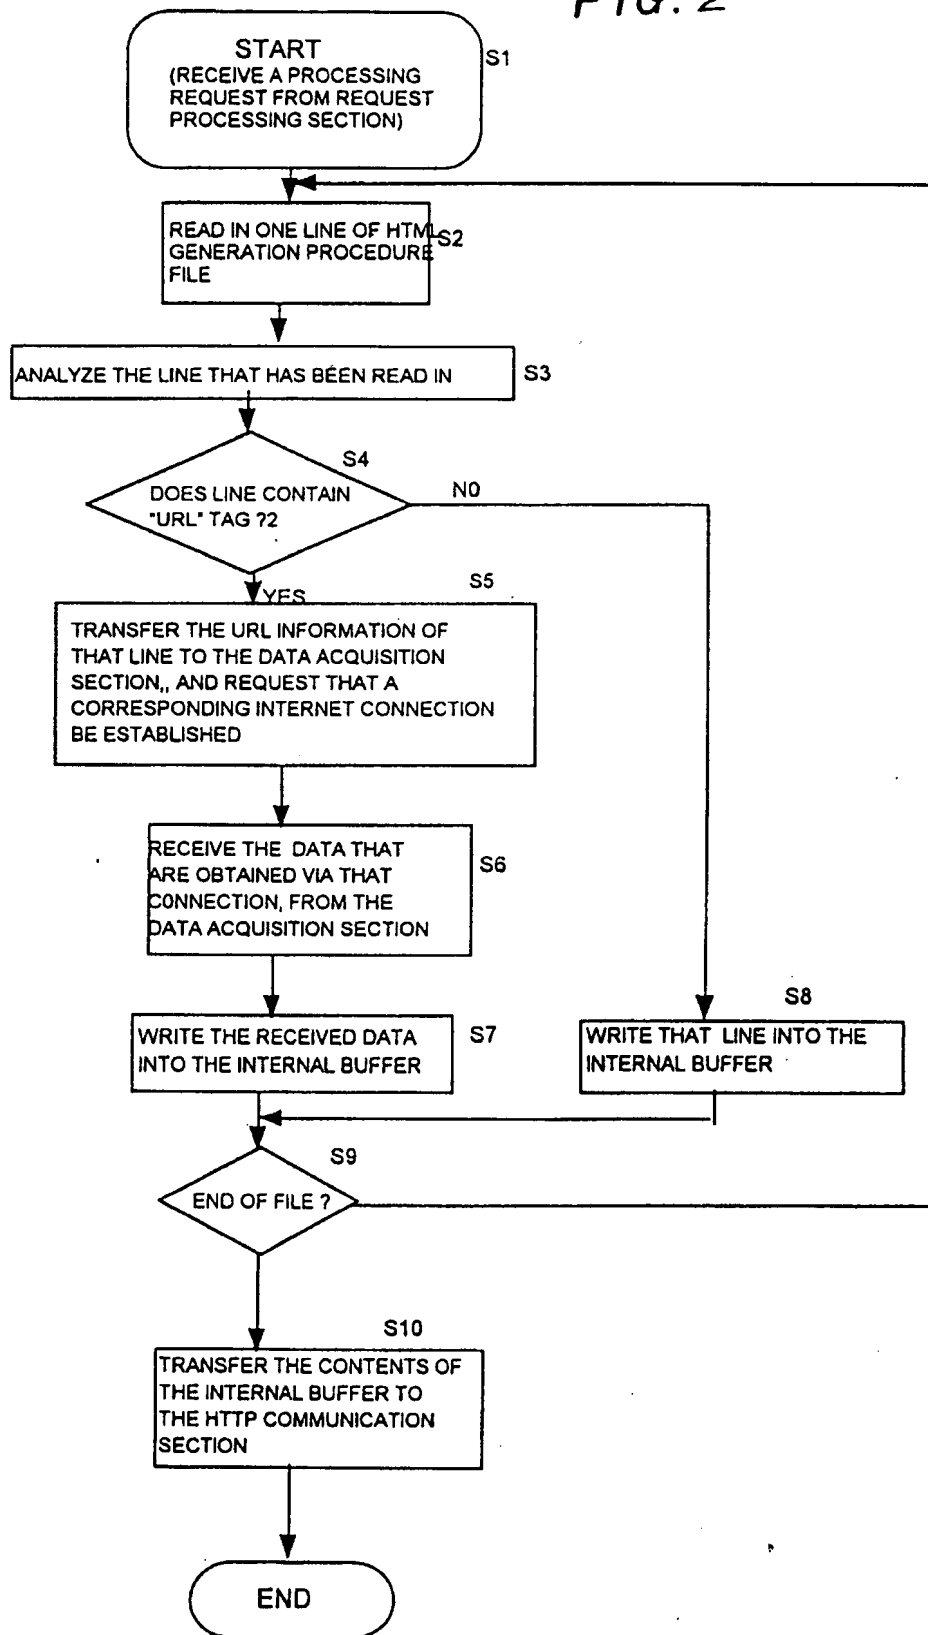 FIG. 2
START
S1
(RECEIVE A PROCESSING
REQUEST FROM REQUEST
PROCESSING SECTION)
READ IN ONE LINE OF HTML
S2
GENERATION PROCEDURE
FILE
ANALYZE THE LINE THAT HAS BEEN READ IN
S3
S4
DOES LINE CONTAIN
"URL" TAG ?2
N0
YES
S5
TRANSFER THE URL INFORMATION OF
THAT LINE TO THE DATA ACQUISITION
SECTION,, AND REQUEST THAT A
CORRESPONDING INTERNET CONNECTION
BE ESTABLISHED
RECEIVE THE DATA THAT
ARE OBTAINED VIA THAT
C0NNECTION, FROM THE
DATA ACQUISITION SECTION
S6
WRITE THE RECEIVED DATA
INTO THE INTERNAL BUFFER
S7
S8
WRITE THAT LINE INTO THE
INTERNAL BUFFER
S9
END OF FILE ?
S10
TRANSFER THE CONTENTS OF
THE INTERNAL BUFFER TO
THE HTTP COMMUNICATION
SECTION
END